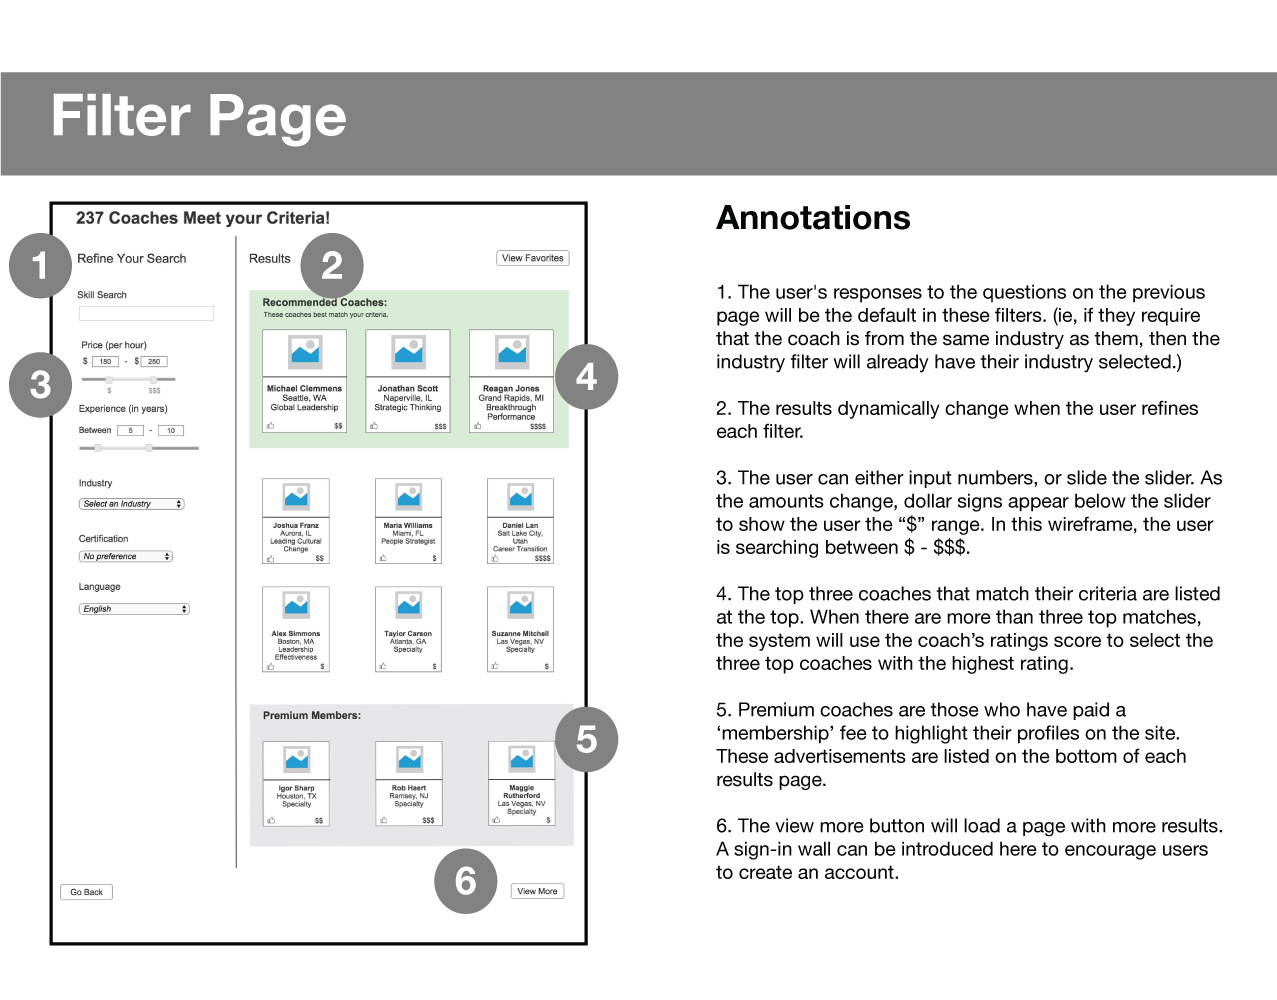 Filter Page
237 Coaches Meet your Criteria!
1
Refine Your Search
Skill Search
Price (per hour)
$ 180 - $ 250
$ $$$
3
Experience (in years)
Between 5 - 10
Industry
Select an Industry
Certification
No preference
Language
English
Go Back
Results
2
View Favorites
Recommended Coaches:
These coaches best match your criteria.
Michael Clemmens
Seattle, WA
Global Leadership
$$
Jonathan Scott
Naperville, IL
Strategic Thinking
$$$
Reagan Jones
Grand Rapids, MI
Breakthrough
Performance
$$$$
4
Joshua Franz
Aurora, IL
Leading Cultural
Change
$$
Maria Williams
Miami, FL
People Strategist
$
Daniel Lan
Salt Lake City,
Utah
Career Transition
$$$$
Alex Simmons
Boston, MA
Leadership
Effectiveness
$
Taylor Carson
Atlanta, GA
Specialty
$
Suzanne Mitchell
Las Vegas, NV
Specialty
$
Premium Members:
5
Igor Sharp
Houston, TX
Specialty
$$
Rob Haert
Ramsey, NJ
Specialty
$$$
Maggie
Rutherford
Las Vegas, NV
Specialty
$
6
View More
Annotations
1. The user's responses to the questions on the previous
page will be the default in these filters. (ie, if they require
that the coach is from the same industry as them, then the
industry filter will already have their industry selected.)
2. The results dynamically change when the user refines
each filter.
3. The user can either input numbers, or slide the slider. As
the amounts change, dollar signs appear below the slider
to show the user the “$” range. In this wireframe, the user
is searching between $ - $$$.
4. The top three coaches that match their criteria are listed
at the top. When there are more than three top matches,
the system will use the coach’s ratings score to select the
three top coaches with the highest rating.
5. Premium coaches are those who have paid a
‘membership’ fee to highlight their profiles on the site.
These advertisements are listed on the bottom of each
results page.
6. The view more button will load a page with more results.
A sign-in wall can be introduced here to encourage users
to create an account.